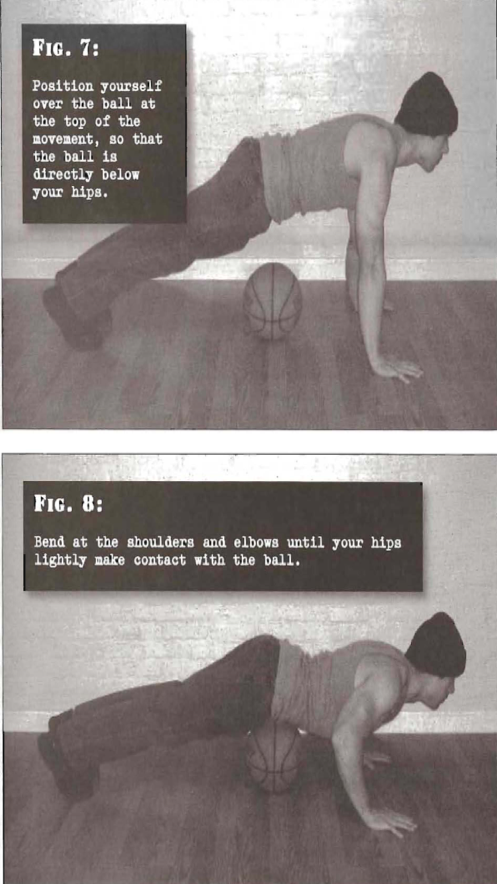 FIG. 7:
Position yourself
over the ball at
the top of the
movement, so that
the ball is
directly below
your hips.
FIG. 8:
Bend at the shoulders and elbows until your hips
lightly make contact with the ball.